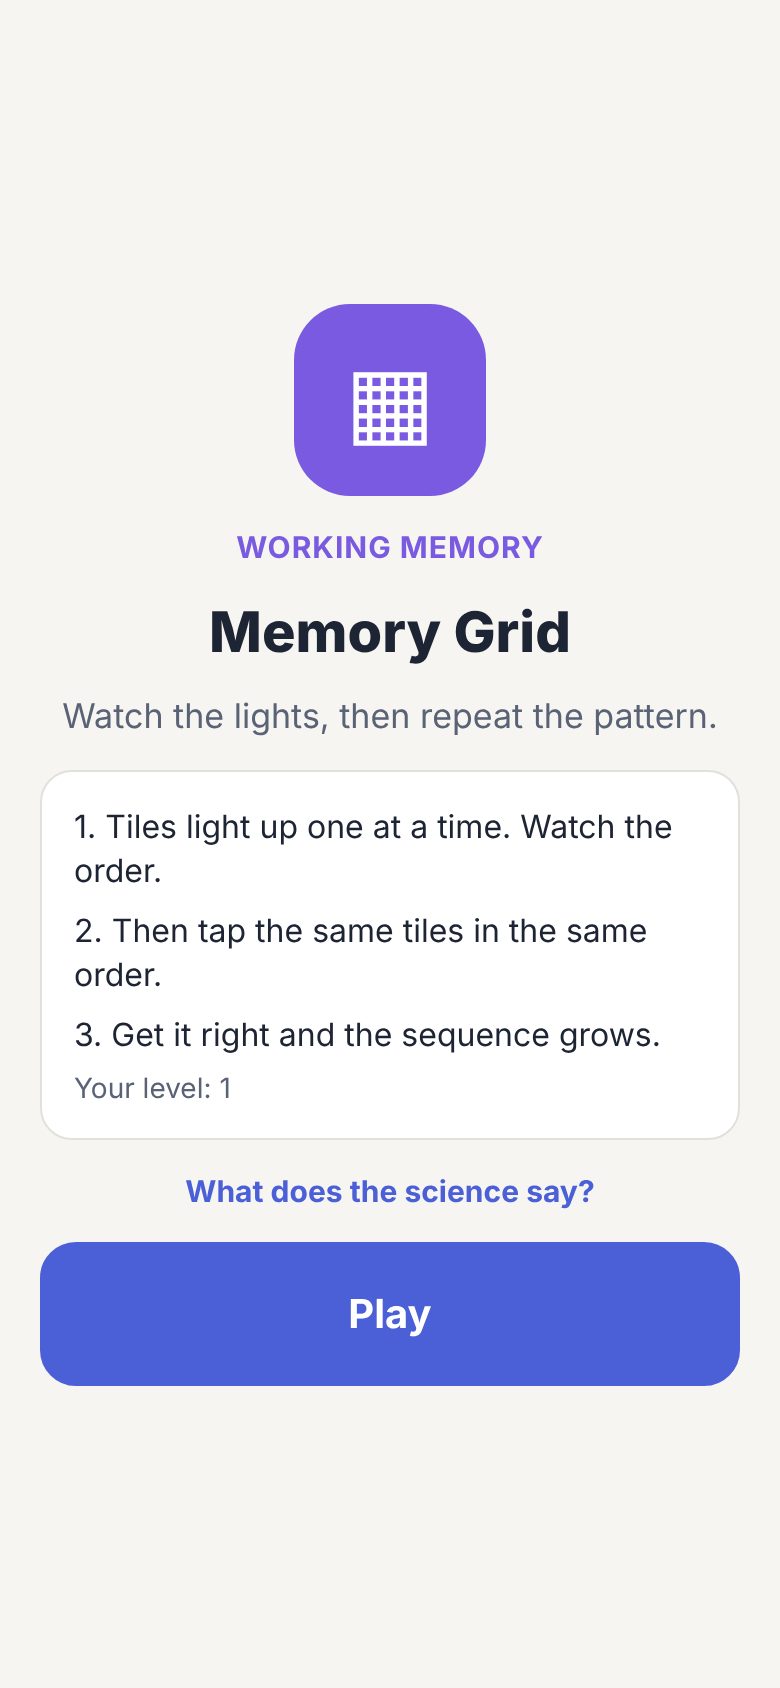 WORKING MEMORY
Memory Grid
Watch the lights, then repeat the pattern.
1. Tiles light up one at a time. Watch the
order.
2. Then tap the same tiles in the same
order.
3. Get it right and the sequence grows.
Your level: 1
What does the science say?
Play